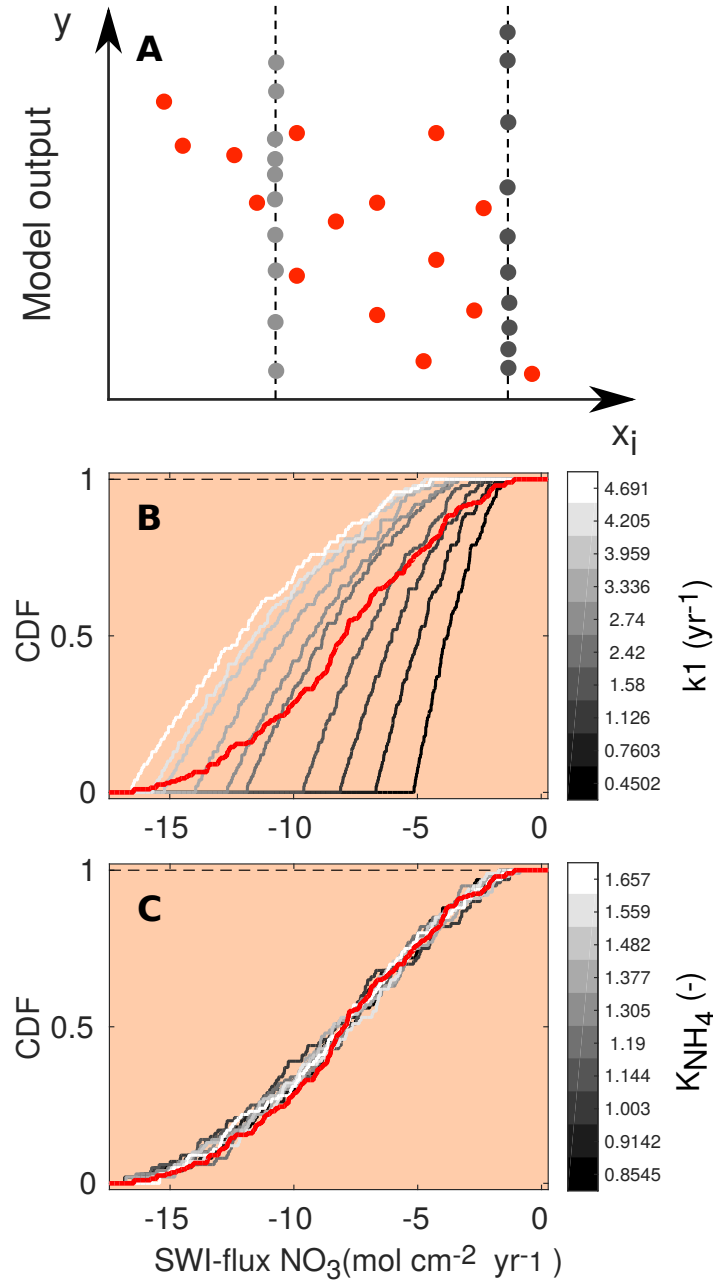 y
A
Model output
xi
1
B
0.5
CDF
0
-15 -10 -5 0
4.691
4.205
3.959
3.336
2.74
2.42
1.58
1.126
0.7603
0.4502
k1 (yr-1)
1
C
0.5
CDF
0
-15 -10 -5 0
SWI-flux NO3(mol cm-2 yr-1 )
1.657
1.559
1.482
1.377
1.305
1.19
1.144
1.003
0.9142
0.8545
KNH4 (-)